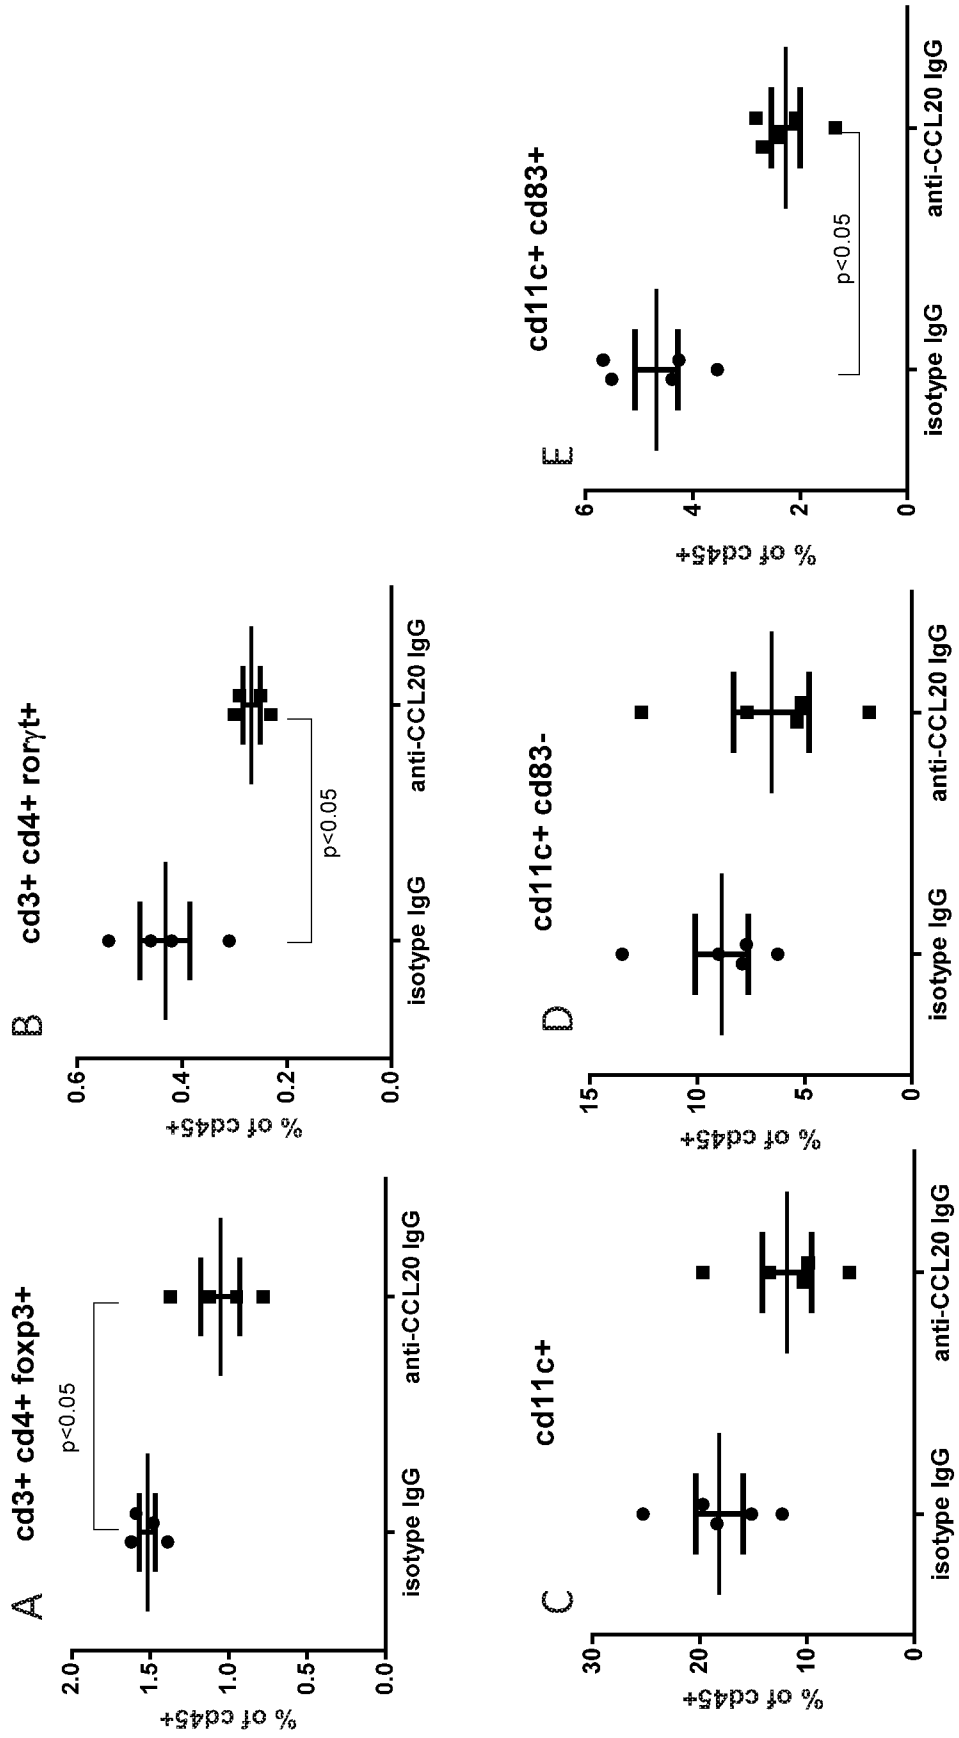 A
cd3+ cd4+ foxp3+
p<0.05
2.0
1.5
1.0
0.5
0.0
% of cd45+
isotype IgG
anti-CCL20 IgG
B
cd3+ cd4+ rorγt+
0.6
0.4
0.2
0.0
% of cd45+
p<0.05
isotype IgG
anti-CCL20 IgG
C
cd11c+
30
20
10
0
% of cd45+
isotype IgG
anti-CCL20 IgG
D
cd11c+ cd83-
15
10
5
0
% of cd45+
isotype IgG
anti-CCL20 IgG
E
cd11c+ cd83+
6
4
2
0
% of cd45+
p<0.05
isotype IgG
anti-CCL20 IgG